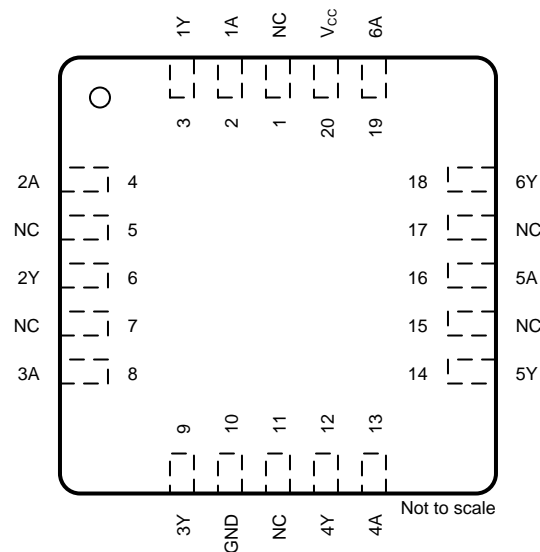 1Y 1A NC VCC 6A
3 2 1 20 19
2A 4 18 6Y
NC 5 17 NC
2Y 6 16 5A
NC 7 15 NC
3A 8 14 5Y
9 10 11 12 13
Not to scale
3Y GND NC 4Y 4A